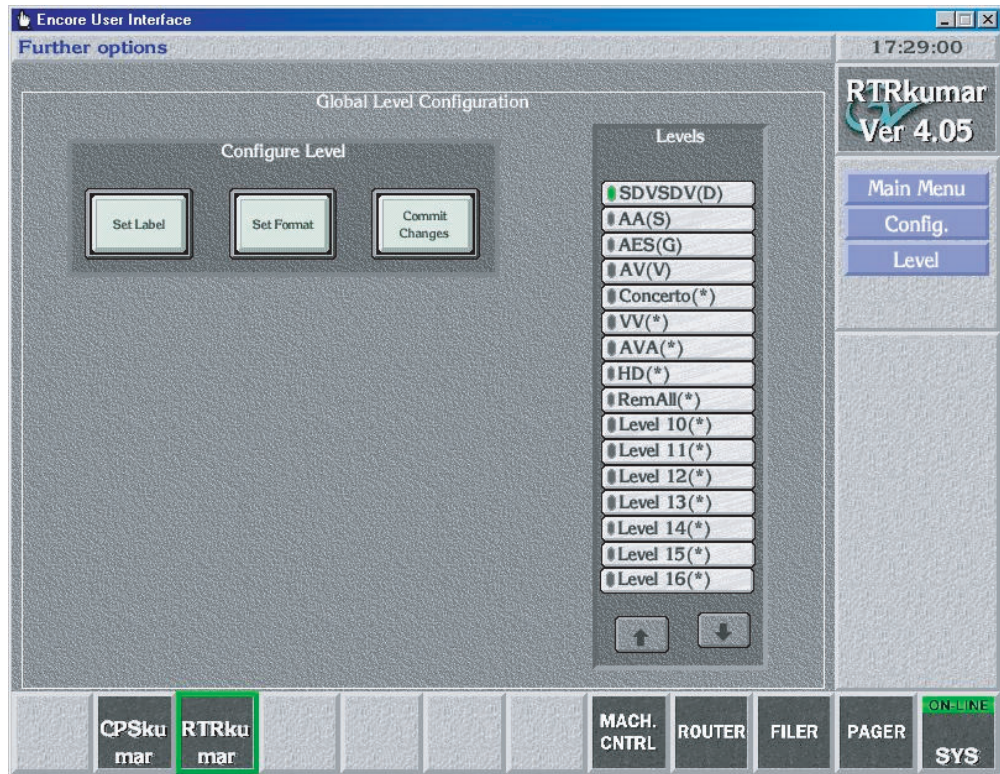 Encore User Interface
Further options
17:29:00
RTRkumar
Ver 4.05
Main Menu
Config.
Level
Global Level Configuration
Configure Level
Set Label
Set Format
Commit
Changes
Levels
SDVSDV(D)
AA(S)
AES(G)
AV(V)
Concerto(*)
VV(*)
AVA(*)
HD(*)
RemAll(*)
Level 10(*)
Level 11(*)
Level 12(*)
Level 13(*)
Level 14(*)
Level 15(*)
Level 16(*)
CPSku
mar
RTRku
mar
MACH.
CNTRL
ROUTER
FILER
PAGER
ON-LINE
SYS